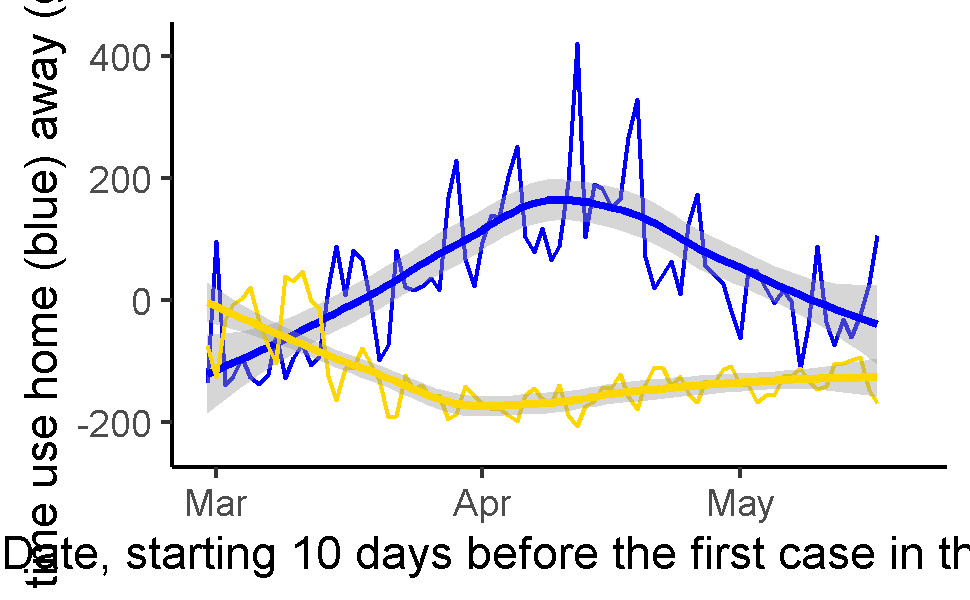 time use home (blue) away (
400
200
0
-200
Mar Apr May
Date, starting 10 days before the first case in th